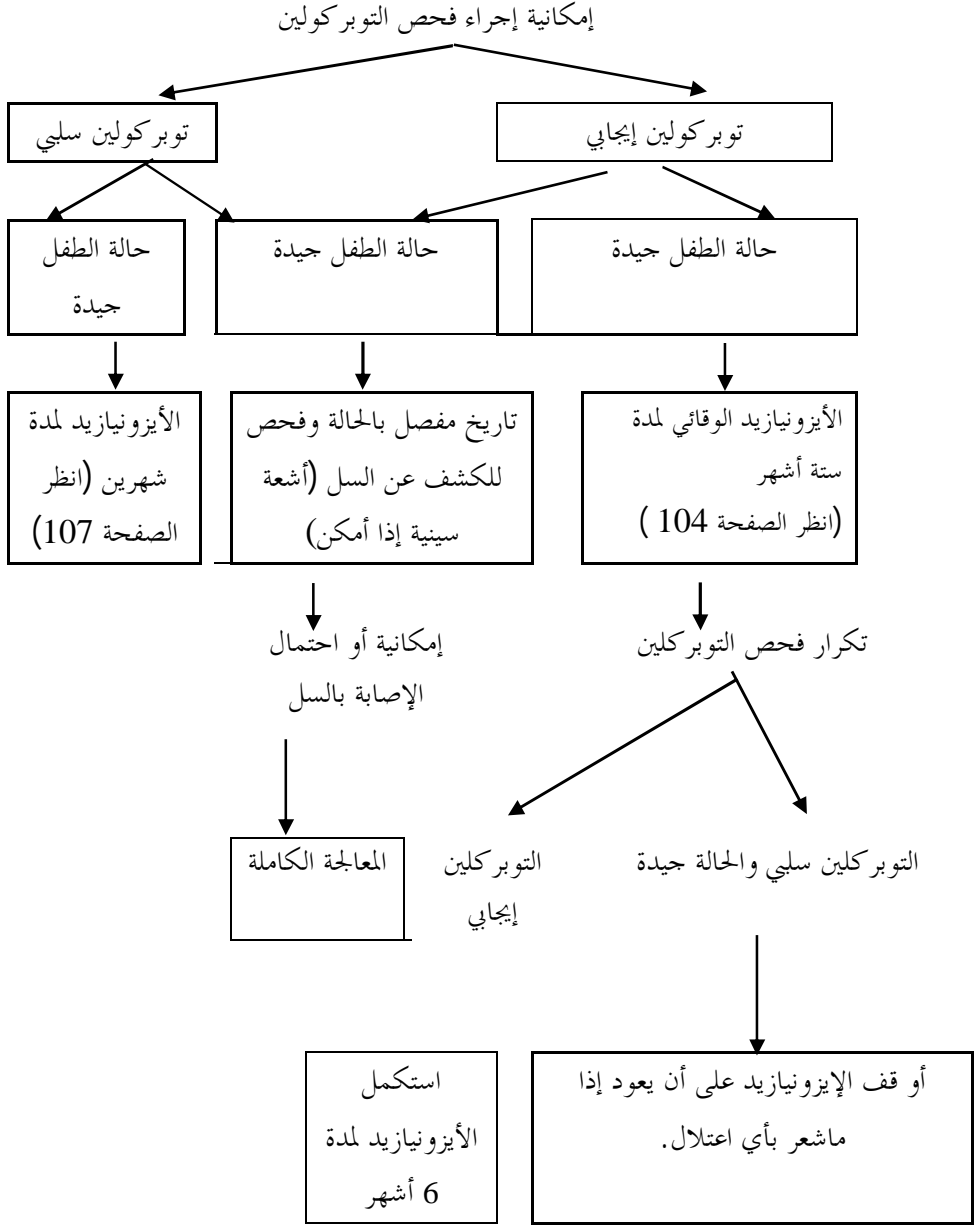 إمكانية إجراء فحص التوبركولين
توبركولين إيجابي
توبركولين سلبي
حالة الطفل جيدة
حالة الطفل جيدة
حالة الطفل
جيدة
الأيزونيازيد الوقائي لمدة
ستة أشهر
(انظر الصفحة 104 )
تاريخ مفصل بالحالة وفحص
للكشف عن السل (أشعة
سينية إذا أمكن)
الأيزونيازيد لمدة
شهرين (انظر
الصفحة 107)
تكرار فحص التوبركلين
إمكانية أو احتمال
الإصابة بالسل
التوبركلين سلبي والحالة جيدة
التوبركلين
إيجابي
المعالجة الكاملة
أو قف الإيزونيازيد على أن يعود إذا
ماشعر بأي اعتلال.
استكمل
الأيزونيازيد لمدة
6 أشهر